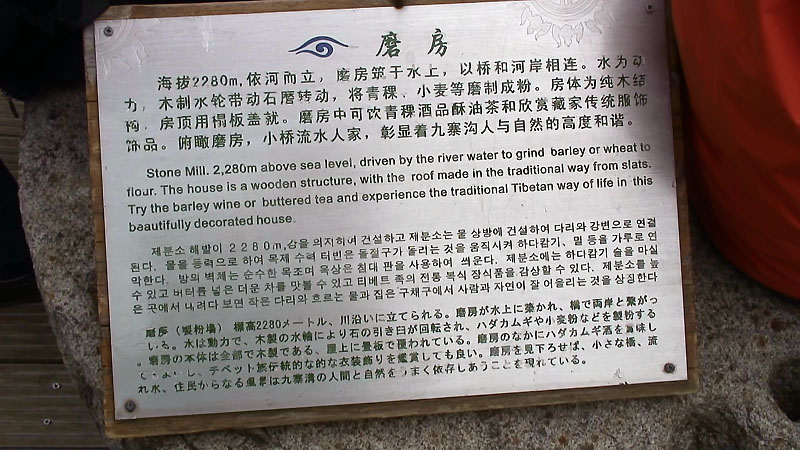 磨房
海拔2280m,依河而立，磨房筑于水上，以桥和河岸相连。水为动
力，木制水轮带动石磨转动，将青稞、小麦等磨制成粉。房体为纯木结
构，房顶用榻板盖就。磨房中可饮青稞酒品酥油茶和欣赏藏家传统服饰
饰品。俯瞰磨房，小桥流水人家，彰显着九寨沟人与自然的高度和谐。
Stone Mill. 2,280m above sea level, driven by the river water to grind barley or wheat to
flour. The house is a wooden structure, with the roof made in the traditional way from slats.
Try the barley wine or buttered tea and experience the traditional Tibetan way of life in this
baautifully decorated house.
제분소 해발이 2280m,강을 의지하여 건설하고 제분소는 물 상방에 건설하여 다리와 강변으로 연결
된다. 물을 동력으로 하여 목제 수력 터빈은 돌절구가 돌리는 것을 움직시켜 하다캄기、밀 등을 가루로 연
악한다. 방의 벽체는 순수한 목조며 옥상은 침대 판을 사용하여 씌운다. 제분소에는 하다캄기 술을 마실
수 있고 버터름 넣은 더운 차를 맛볼 수 있고 티베트 족의 전통 복식 장식품을 감상할 수 있다. 제분소를 높
은 곳에서 내려다 보면 작은 다리의 흐르는 물과 집은 구채구에서 사람과 자연이 잘 어울리는 것을 상징한다
磨房（製粉場） 標高2280メートル、川沿いに立てられる。磨房が水上に築かれ、橋で両岸と繋がっ
いる。水は動力で、木製の水輪により石の引き臼が回転され、ハダカムギや小麦粉などを製粉する
。磨房の本体は全部で木製である、屋上に畳板で覆われている。磨房のなかにハダカムギ酒を賞味し
チベット族伝統的な的な衣装飾りを鑑賞しても良い。磨房を見下ろせば、小さな橋、流
れ水、住民からなる風景は九寨溝の人間と自然をうまく依存しあうことを現れている。